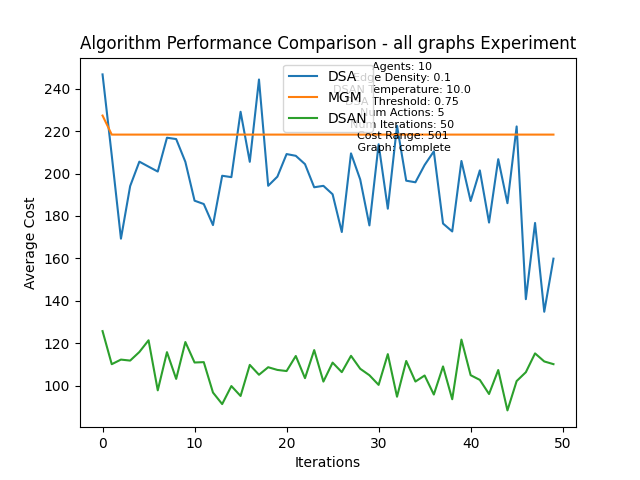 Algorithm Performance Comparison - all graphs Experiment
Agents: 10
Edge Density: 0.1
DSAN Temperature: 10.0
Threshold: 0.75
Num Actions: 5
Num Iterations: 50
Cost Range: 501
Graph: complete
DSA
MGM
DSAN
Average Cost
240
220
200
180
160
140
120
100
0
10
20
30
40
50
Iterations